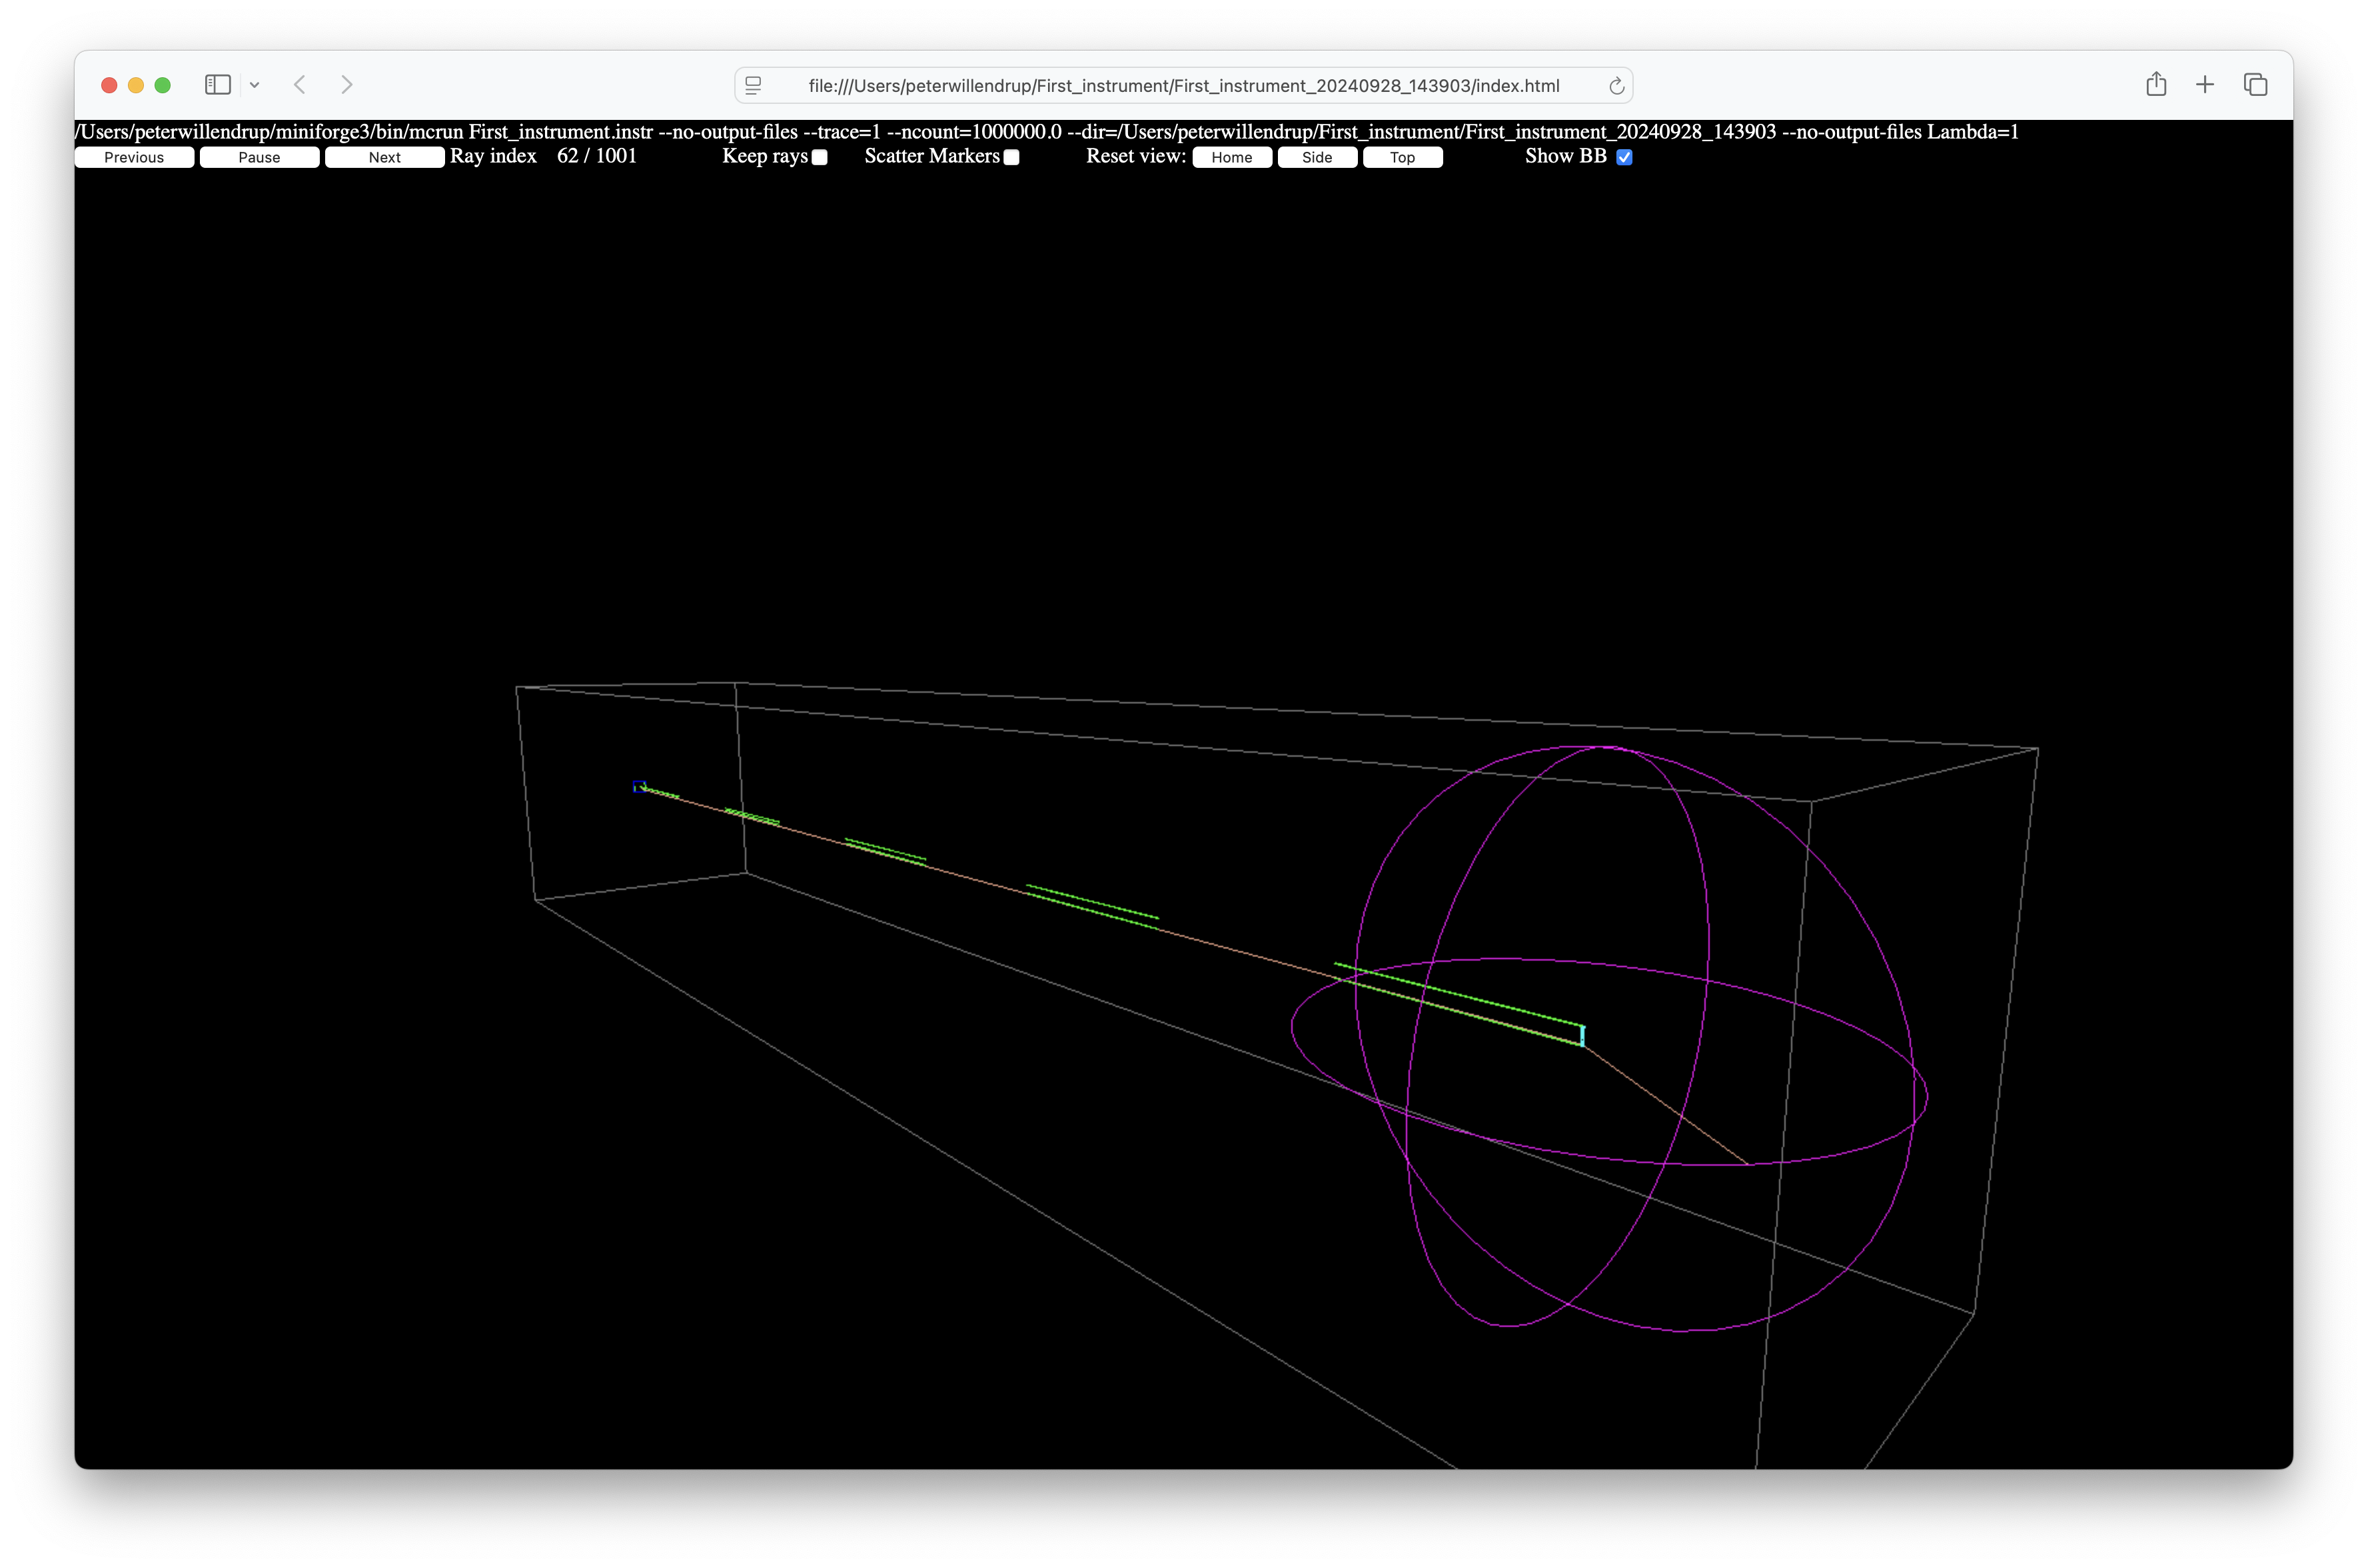 file:///Users/peterwillendrup/First_instrument/First_instrument_20240928_143903/index.html
/Users/peterwillendrup/miniforge3/bin/mcrun First_instrument.instr --no-output-files --trace=1 --ncount=1000000.0 --dir=/Users/peterwillendrup/First_instrument/First_instrument_20240928_143903 --no-output-files Lambda=1
Previous Pause Next Ray index 62 / 1001 Keep rays Scatter Markers Reset view: Home Side Top Show BB